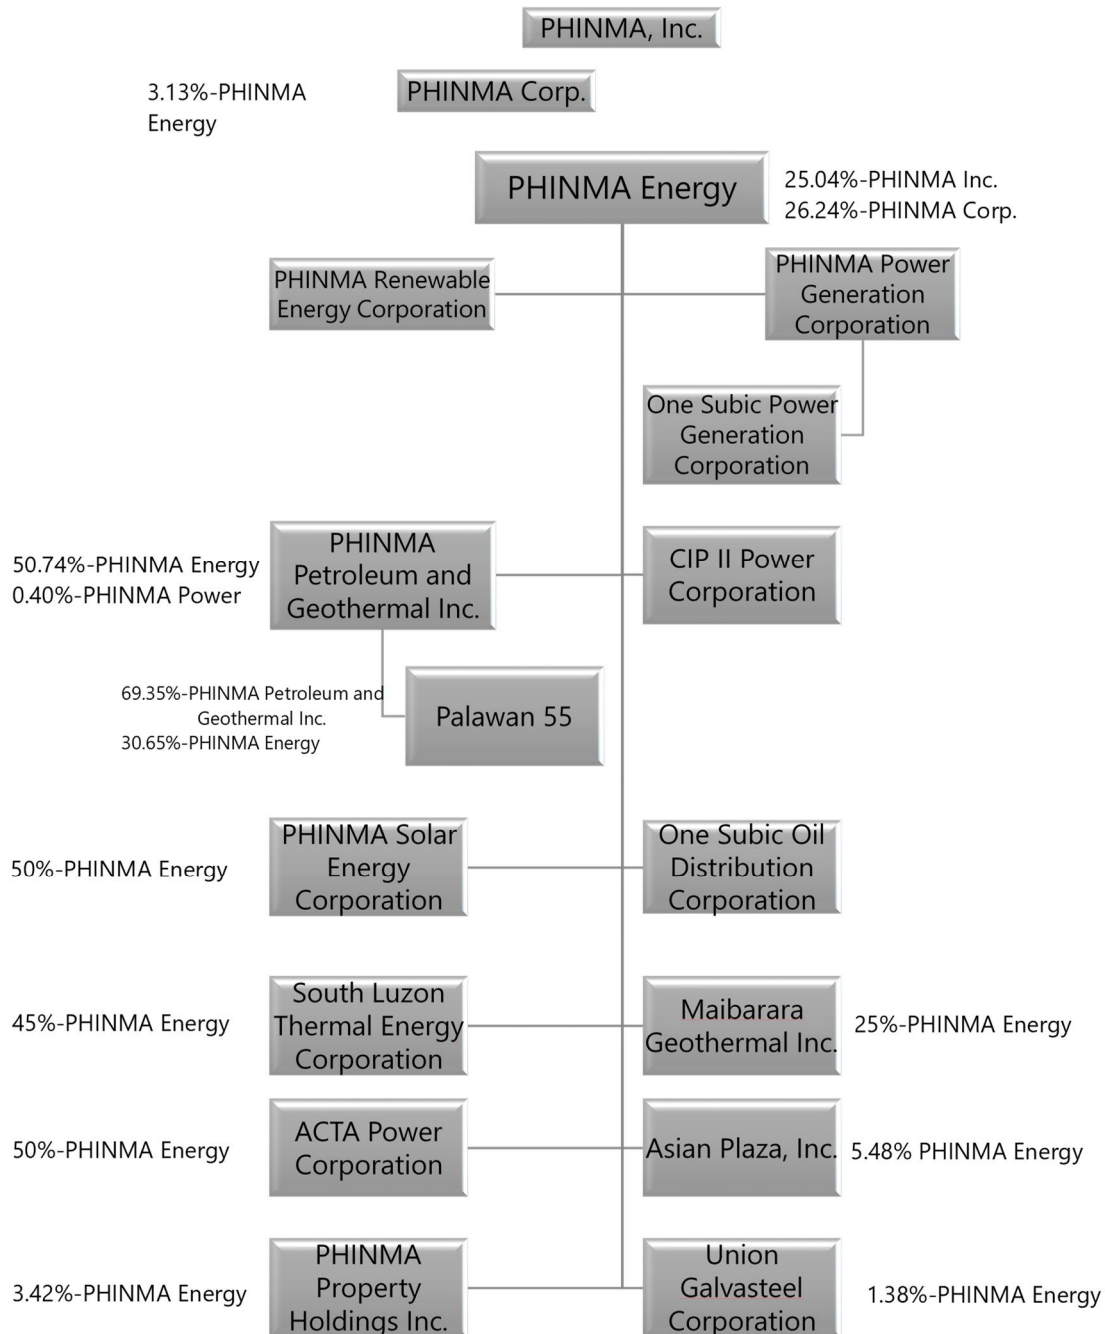 PHINMA, Inc.
3.13%-PHINMA
Energy
PHINMA Corp.
PHINMA Energy
25.04%-PHINMA Inc.
26.24%-PHINMA Corp.
PHINMA Renewable
Energy Corporation
PHINMA Power
Generation
Corporation
One Subic Power
Generation
Corporation
50.74%-PHINMA Energy
0.40%-PHINMA Power
PHINMA
Petroleum and
Geothermal Inc.
CIP II Power
Corporation
69.35%-PHINMA Petroleum and
Geothermal Inc.
30.65%-PHINMA Energy
Palawan 55
50%-PHINMA Energy
PHINMA Solar
Energy
Corporation
One Subic Oil
Distribution
Corporation
45%-PHINMA Energy
South Luzon
Thermal Energy
Corporation
Maibarara
Geothermal Inc.
25%-PHINMA Energy
50%-PHINMA Energy
ACTA Power
Corporation
Asian Plaza, Inc.
5.48% PHINMA Energy
3.42%-PHINMA Energy
PHINMA
Property
Holdings Inc.
Union
Galvasteel
Corporation
1.38%-PHINMA Energy